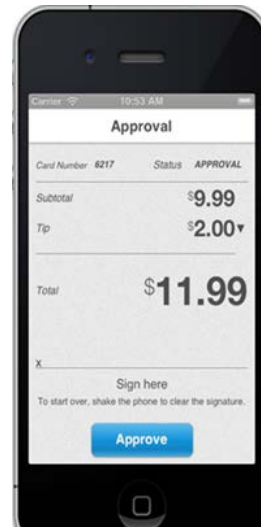 Carrier 10:53 AM
Approval
Card Number 6217 Status APPROVAL
Subtotal $9.99
Tip $2.00▼
Total $11.99
X
Sign here
To start over, shake the phone to clear the signature.
Approve